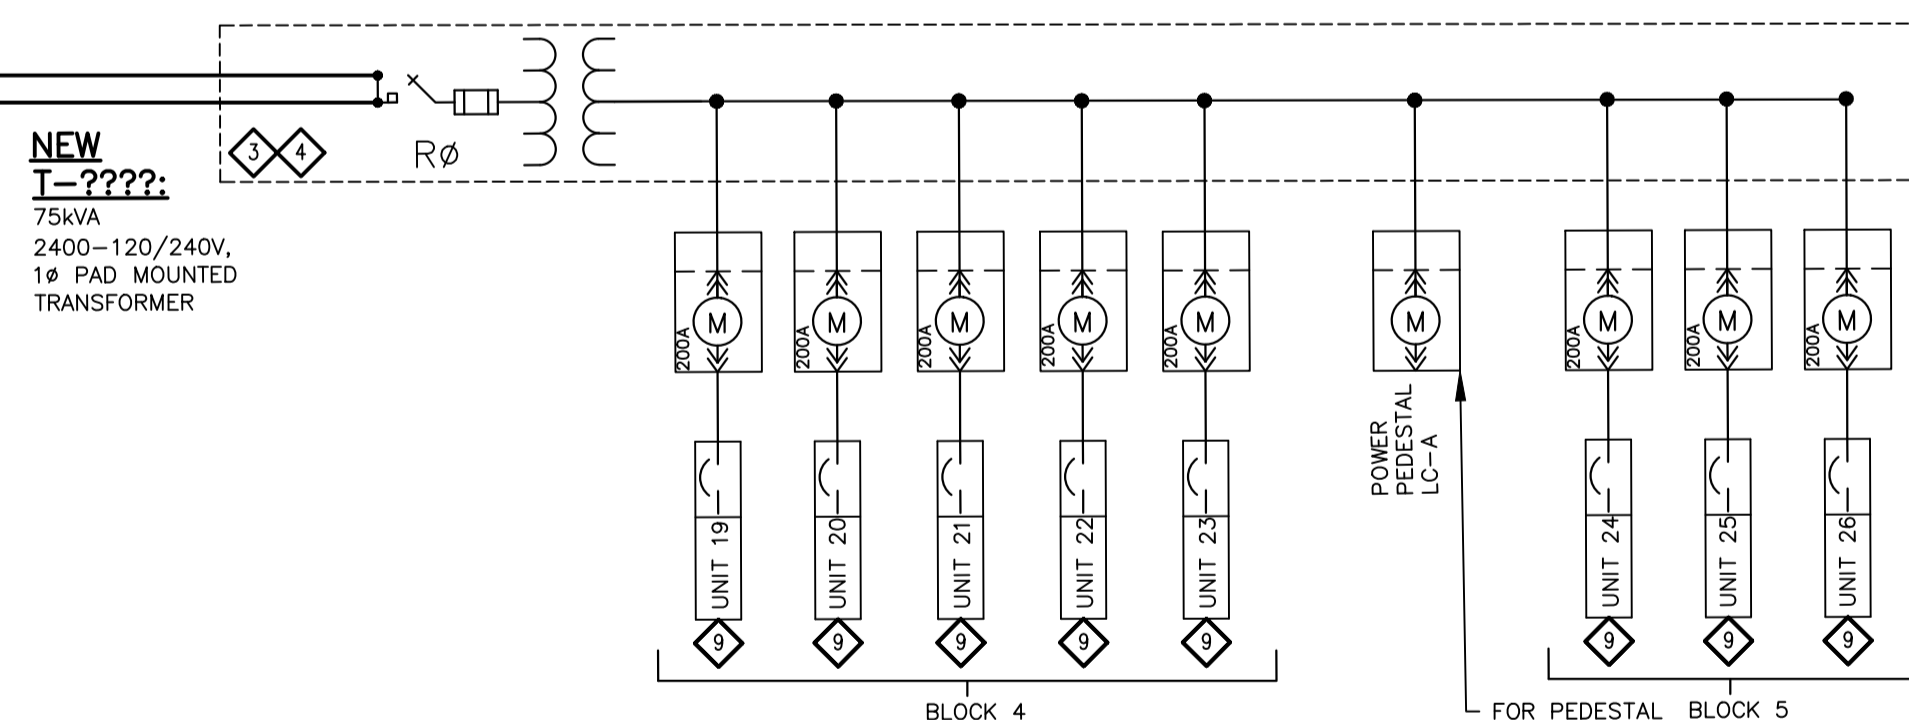 NEW
T-????:
75kVA
2400-120/240V,
1ø PAD MOUNTED
TRANSFORMER
3
4
RØ
M
200A
M
200A
M
200A
M
200A
M
200A
M
M
200A
M
200A
M
200A
POWER
PEDESTAL
LC-A
UNIT 19
UNIT 20
UNIT 21
UNIT 22
UNIT 23
UNIT 24
UNIT 25
UNIT 26
9
9
9
9
9
9
9
9
BLOCK 4
FOR PEDESTAL
BLOCK 5